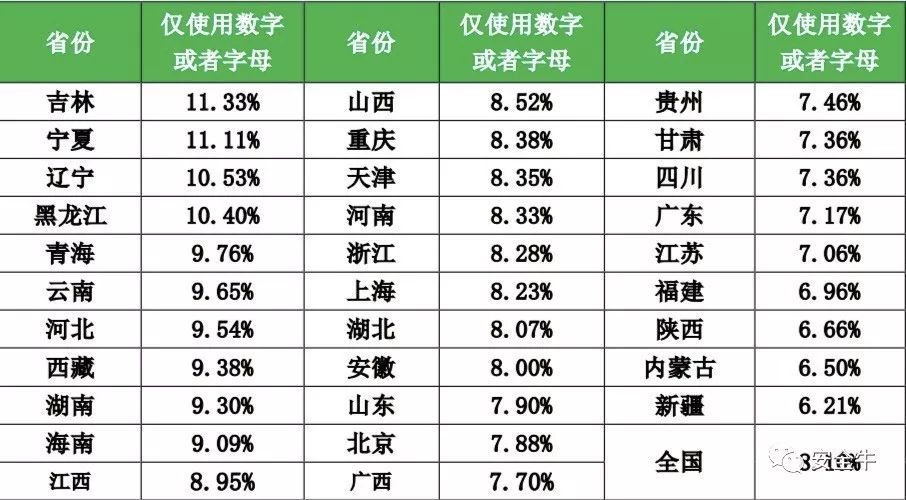 省份 仅使用数字或者字母 省份 仅使用数字或者字母 省份 仅使用数字或者字母
吉林 11.33% 山西 8.52% 贵州 7.46%
宁夏 11.11% 重庆 8.38% 甘肃 7.36%
辽宁 10.53% 天津 8.35% 四川 7.36%
黑龙江 10.40% 河南 8.33% 广东 7.17%
青海 9.76% 浙江 8.28% 江苏 7.06%
云南 9.65% 上海 8.23% 福建 6.96%
河北 9.54% 湖北 8.07% 陕西 6.66%
西藏 9.38% 安徽 8.00% 内蒙古 6.50%
湖南 9.30% 山东 7.90% 新疆 6.21%
海南 9.09% 北京 7.88% 全国
江西 8.95% 广西 7.70%
安全牛